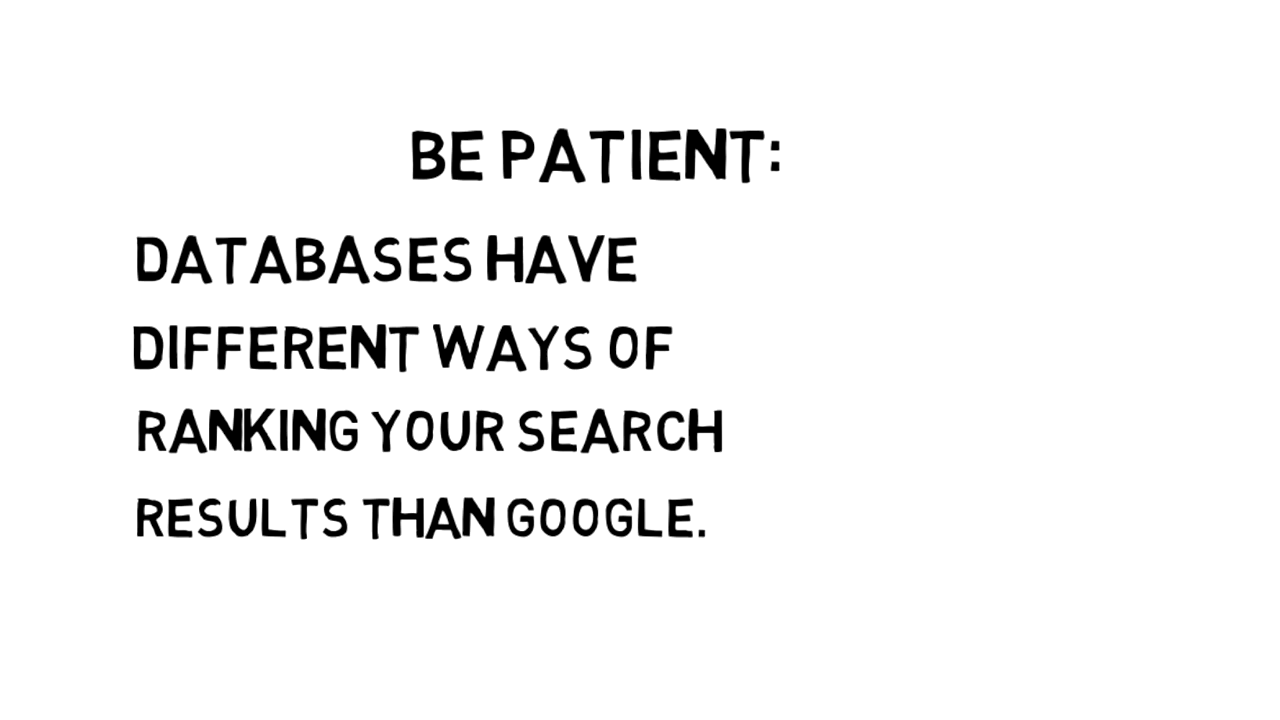 BE PATIENT:
DATABASES HAVE
DIFFERENT WAYS OF
RANKING YOUR SEARCH
RESULTS THAN GOOGLE.